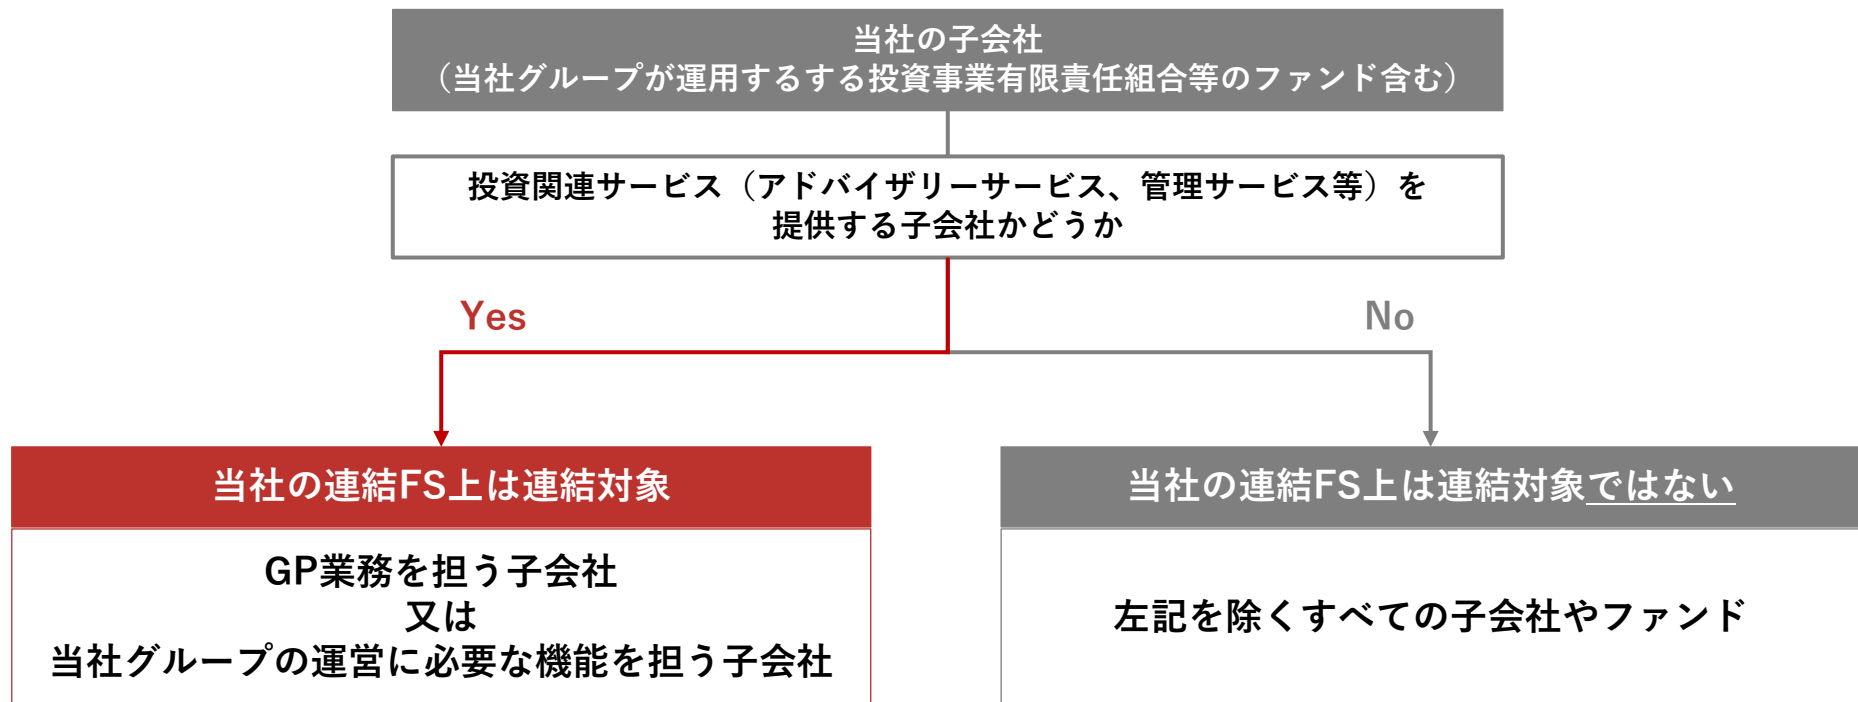 当社の子会社
（当社グループが運用するする投資事業有限責任組合等のファンド含む）
投資関連サービス（アドバイザリーサービス、管理サービス等）を
提供する子会社かどうか
Yes
No
当社の連結FS上は連結対象
当社の連結FS上は連結対象ではない
GP業務を担う子会社
又は
当社グループの運営に必要な機能を担う子会社
左記を除くすべての子会社やファンド